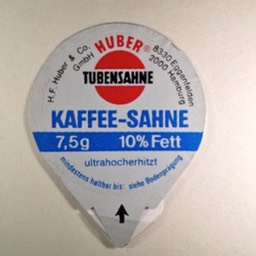 H.F. Huber & Co.
GmbH
HUBER®
8330 Eggenfelden
2000 Hamburg
TUBENSAHNE
KAFFEE-SAHNE
7,5g 10% Fett
ultrahocherhitzt
mindestens haltbar bis: siehe Bodenprägung